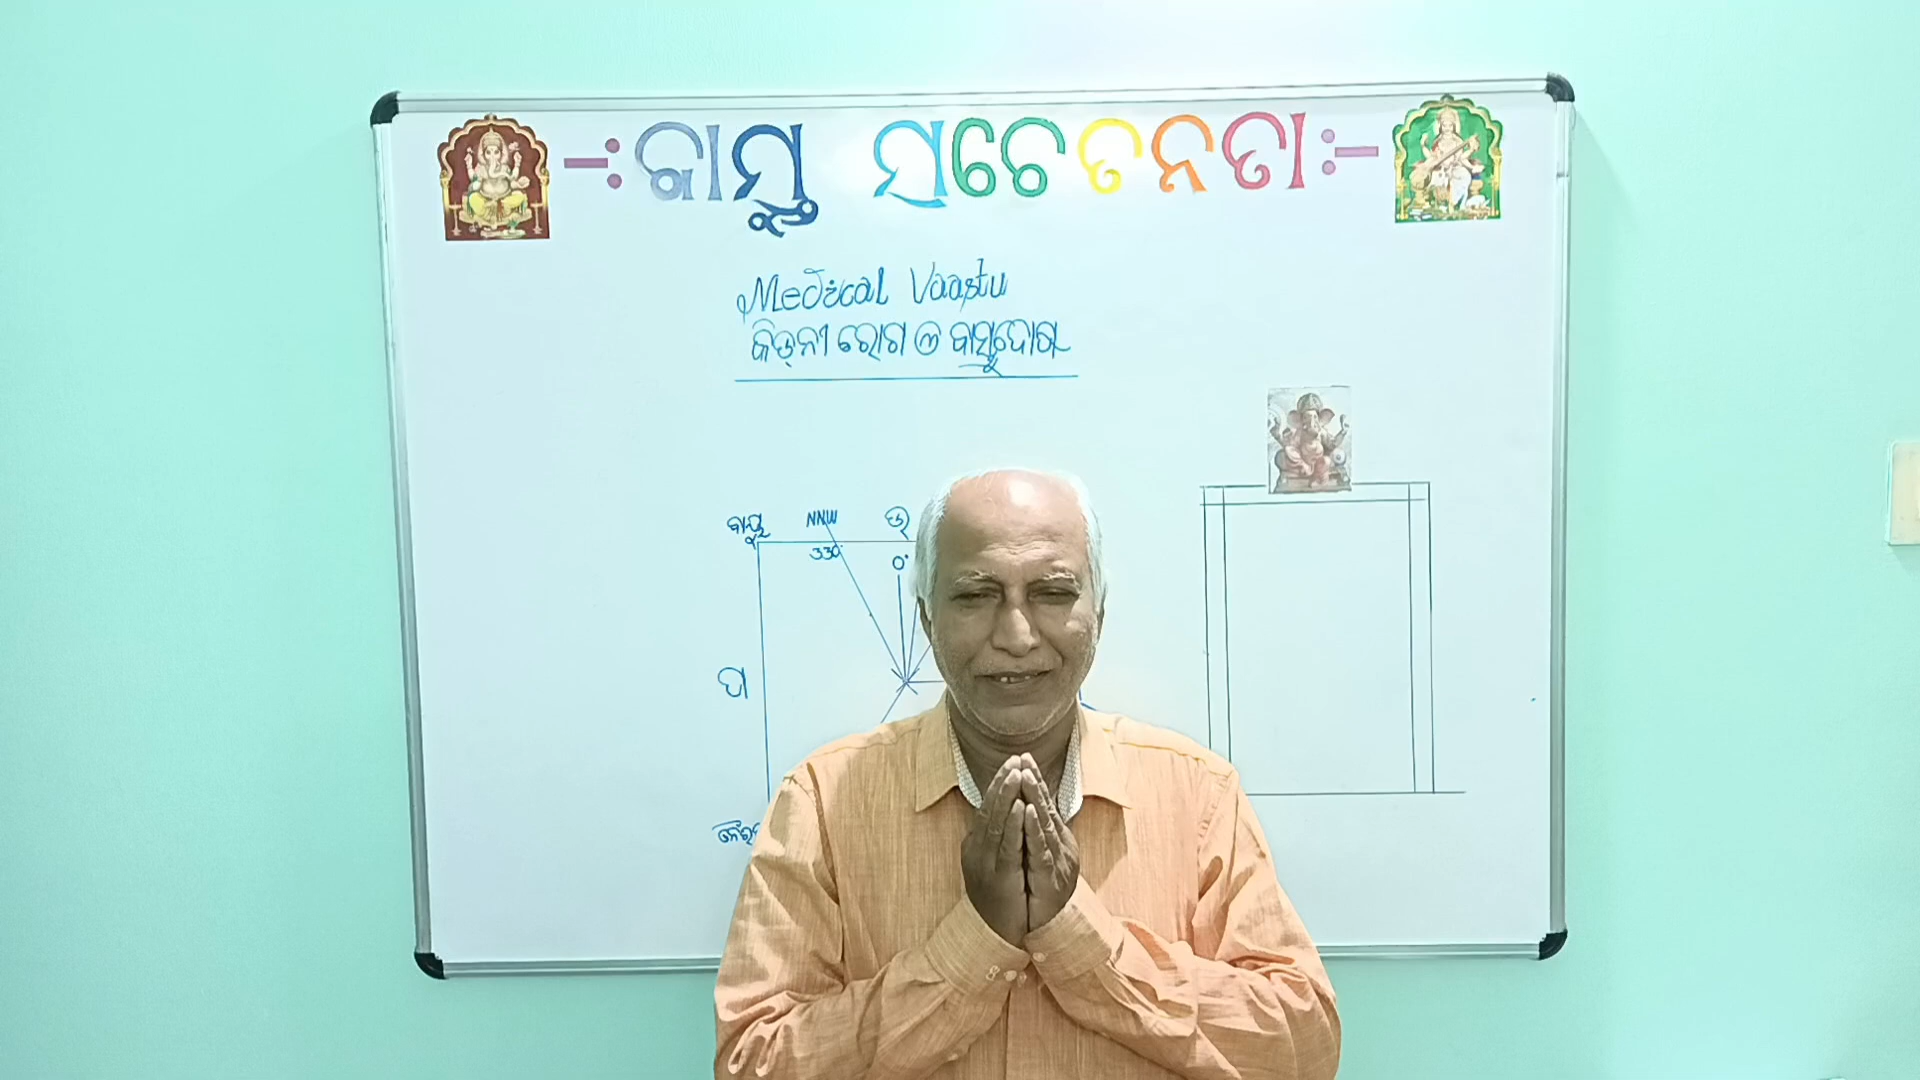 -:ବାସ୍ତୁ ସଚେତନତା:-
Medical Vaastu
କିଡ୍‌ନୀ ରୋଗ ଓ ବାସ୍ତୁଦୋଷ
ବାୟୁ NNW ଉ
330° 0°
ପ